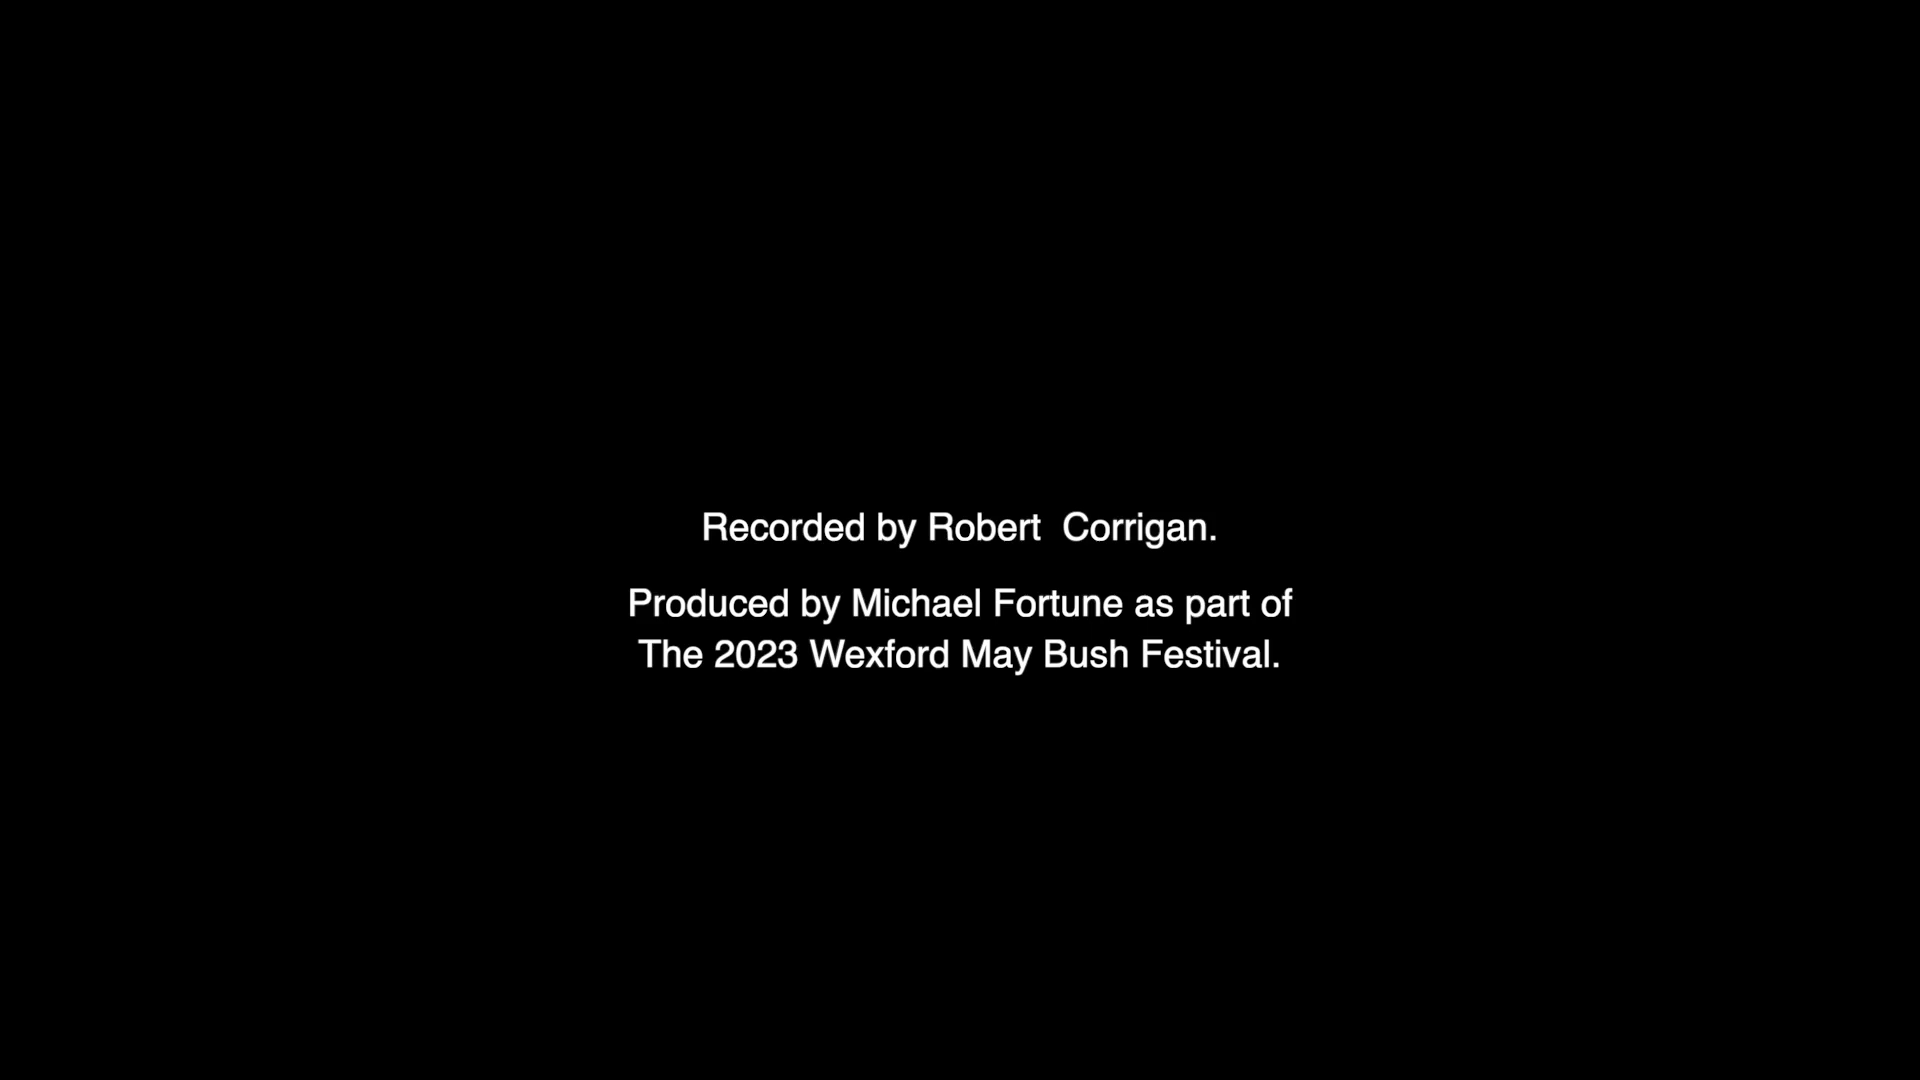 Recorded by Robert  Corrigan.
Produced by Michael Fortune as part of
The 2023 Wexford May Bush Festival.